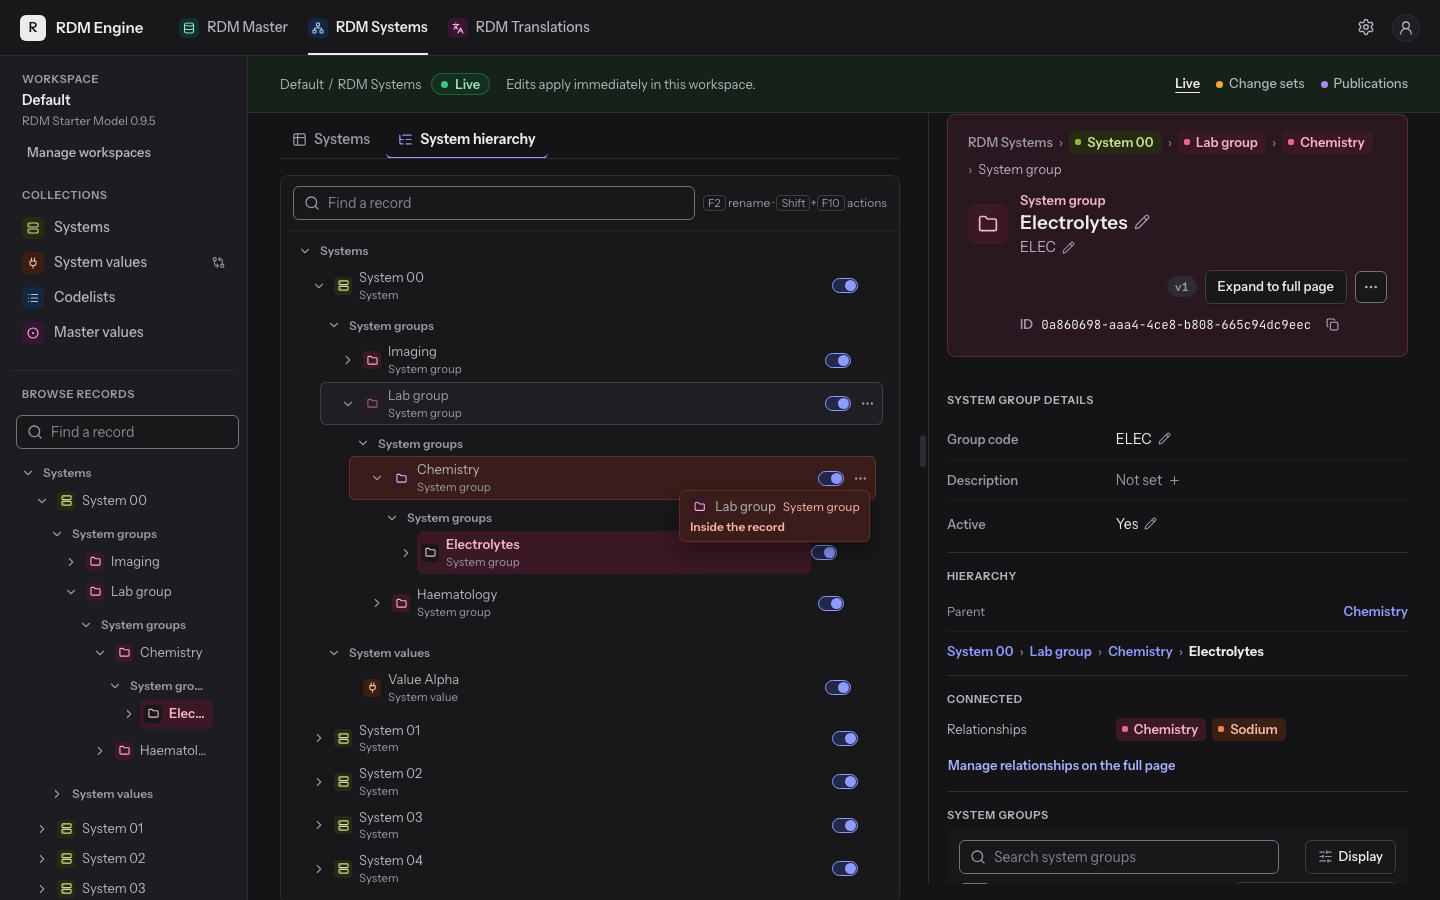 R RDM Engine RDM Master RDM Systems RDM Translations
WORKSPACE
Default
RDM Starter Model 0.9.5
Manage workspaces
COLLECTIONS
Systems
System values
Codelists
Master values
BROWSE RECORDS
Find a record
Systems
System 00
System groups
Imaging
Lab group
System groups
Chemistry
System gro...
Elec...
Haematol...
System values
System 01
System 02
System 03
Default / RDM Systems Live Edits apply immediately in this workspace.
Live Change sets Publications
Systems System hierarchy
Find a record F2 rename · Shift + F10 actions
Systems
System 00
System
System groups
Imaging
System group
Lab group
System group
System groups
Chemistry
System group
Lab group System group
Inside the record
System groups
Electrolytes
System group
Haematology
System group
System values
Value Alpha
System value
System 01
System
System 02
System
System 03
System
System 04
System
RDM Systems › System 00 › Lab group › Chemistry
› System group
System group
Electrolytes
ELEC
v1 Expand to full page ...
ID 0a860698-aaa4-4ce8-b808-665c94dc9eec
SYSTEM GROUP DETAILS
Group code ELEC
Description Not set +
Active Yes
HIERARCHY
Parent Chemistry
System 00 › Lab group › Chemistry › Electrolytes
CONNECTED
Relationships Chemistry Sodium
Manage relationships on the full page
SYSTEM GROUPS
Search system groups Display